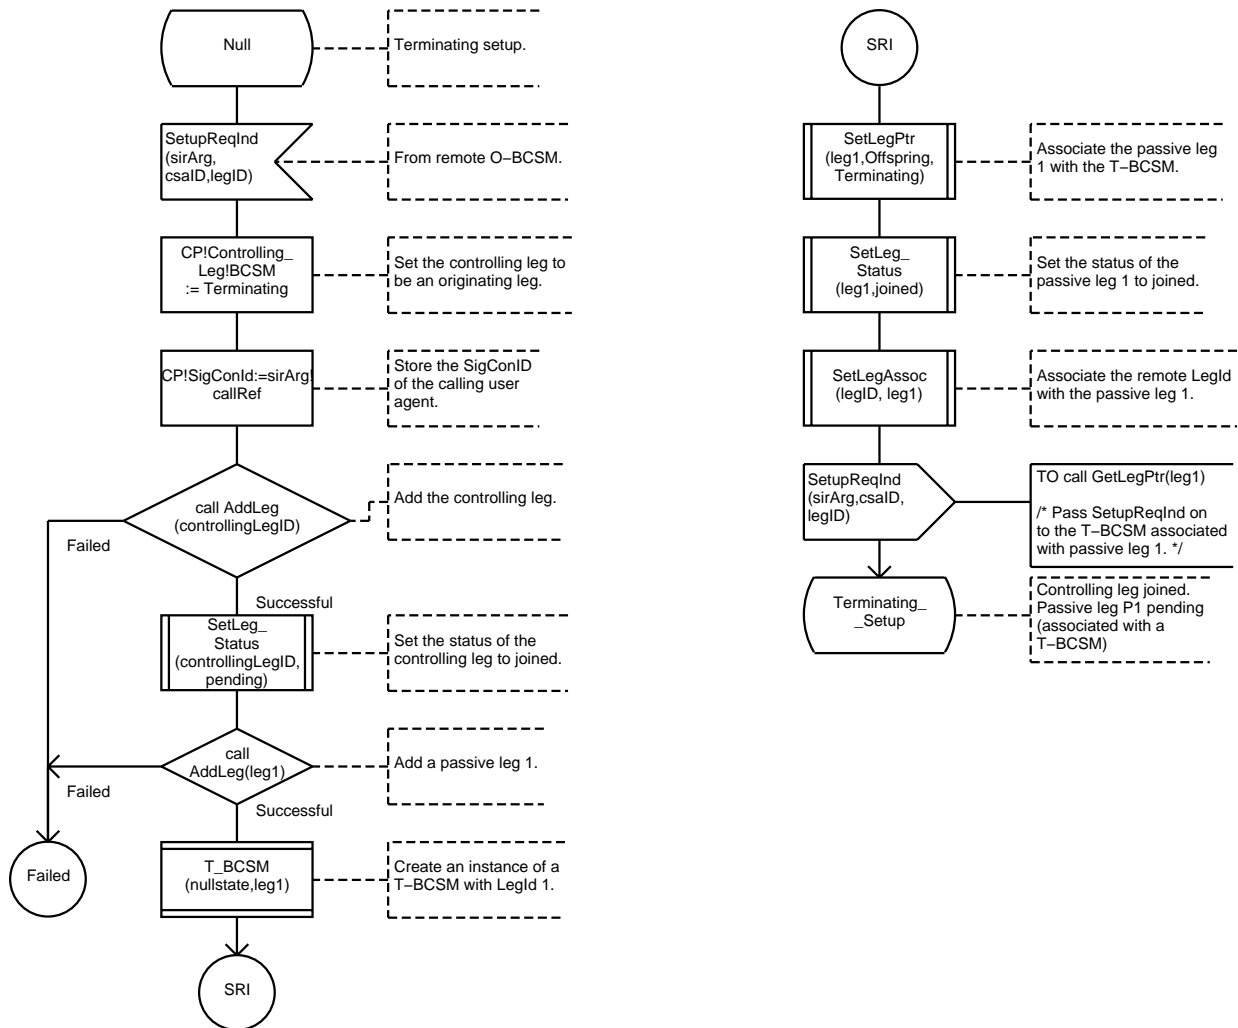 Null
Terminating setup.
SetupReqInd
(sirArg,
csaID,legID)
From remote O−BCSM.
CP!Controlling_
Leg!BCSM
:= Terminating
Set the controlling leg to
be an originating leg.
CP!SigConId:=sirArg!
callRef
Store the SigConID
of the calling user
agent.
call AddLeg
(controllingLegID)
Add the controlling leg.
Failed
Successful
SetLeg_
Status
(controllingLegID,
pending)
Set the status of the
controlling leg to joined.
call
AddLeg(leg1)
Add a passive leg 1.
Failed
Successful
Failed
T_BCSM
(nullstate,leg1)
Create an instance of a
T−BCSM with LegId 1.
SRI
SRI
SetLegPtr
(leg1,Offspring,
Terminating)
Associate the passive leg
1 with the T−BCSM.
SetLeg_
Status
(leg1,joined)
Set the status of the
passive leg 1 to joined.
SetLegAssoc
(legID, leg1)
Associate the remote LegId
with the passive leg 1.
SetupReqInd
(sirArg,csaID,
legID)
TO call GetLegPtr(leg1)
/* Pass SetupReqInd on
to the T−BCSM associated
with passive leg 1. */
Terminating_
_Setup
Controlling leg joined.
Passive leg P1 pending
(associated with a
T−BCSM)